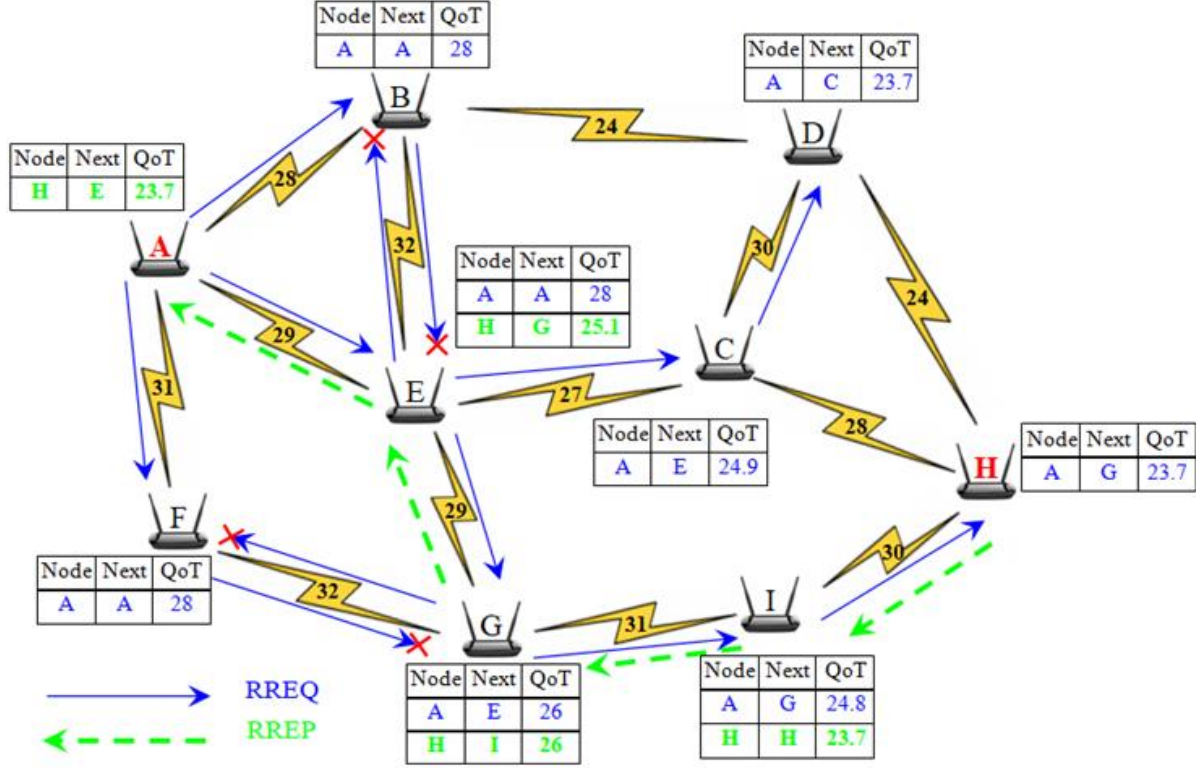 Node Next QoT
A A 28
B
Node Next QoT
A C 23.7
D
24
Node Next QoT
H E 23.7
A
28
32
30
24
Node Next QoT
A A 28
H G 25.1
29
E
27
C
31
28
Node Next QoT
A E 24.9
H
Node Next QoT
A G 23.7
F
29
30
Node Next QoT
A A 28
32
G
31
I
Node Next QoT
A E 26
H I 26
Node Next QoT
A G 24.8
H H 23.7
RREQ
RREP